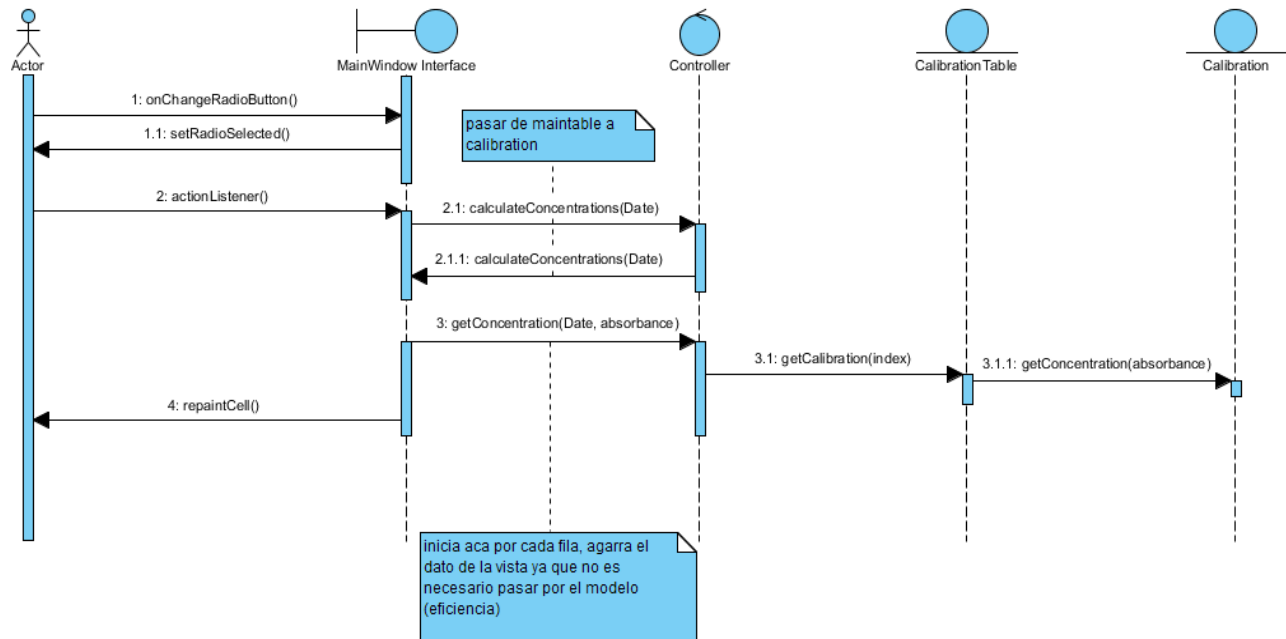 Actor
MainWindow Interface
Controller
CalibrationTable
Calibration
1: onChangeRadioButton()
1.1: setRadioSelected()
pasar de maintable a
calibration
2: actionListener()
2.1: calculateConcentrations(Date)
2.1.1: calculateConcentrations(Date)
3: getConcentration(Date, absorbance)
3.1: getCalibration(index)
3.1.1: getConcentration(absorbance)
4: repaintCell()
inicia aca por cada fila, agarra el
dato de la vista ya que no es
necesario pasar por el modelo
(eficiencia)